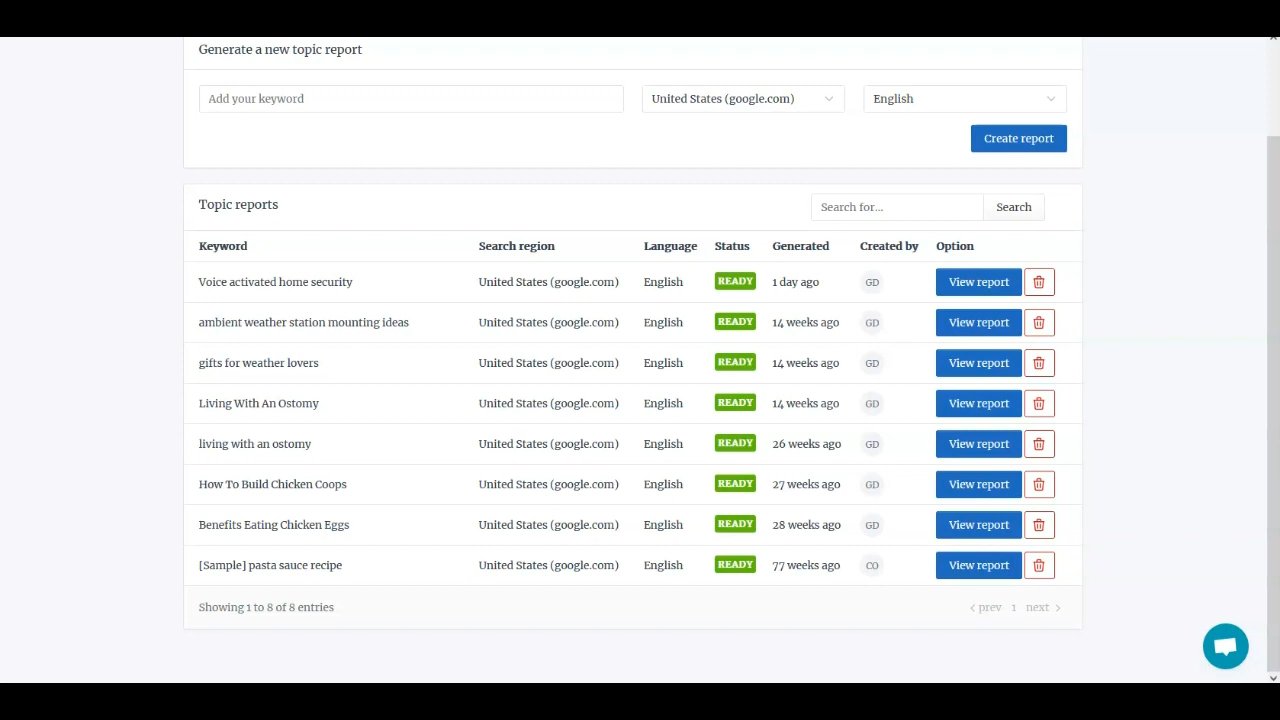 Generate a new topic report
Add your keyword United States (google.com) English
Create report
Topic reports Search for... Search
Keyword Search region Language Status Generated Created by Option
Voice activated home security United States (google.com) English READY 1 day ago GD View report
ambient weather station mounting ideas United States (google.com) English READY 14 weeks ago GD View report
gifts for weather lovers United States (google.com) English READY 14 weeks ago GD View report
Living With An Ostomy United States (google.com) English READY 14 weeks ago GD View report
living with an ostomy United States (google.com) English READY 26 weeks ago GD View report
How To Build Chicken Coops United States (google.com) English READY 27 weeks ago GD View report
Benefits Eating Chicken Eggs United States (google.com) English READY 28 weeks ago GD View report
[Sample] pasta sauce recipe United States (google.com) English READY 77 weeks ago CO View report
Showing 1 to 8 of 8 entries < prev 1 next >